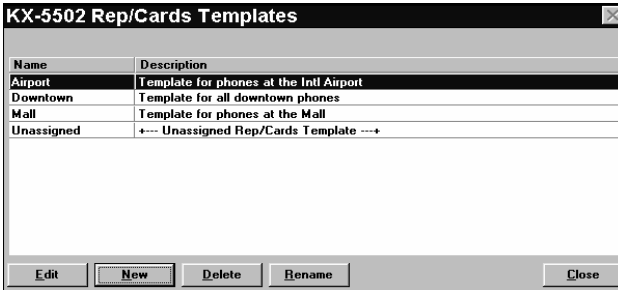 KX-5502 Rep/Cards Templates
Name Description
Airport Template for phones at the Intl Airport
Downtown Template for all downtown phones
Mall Template for phones at the Mall
Unassigned +--- Unassigned Rep/Cards Template ---+
Edit New Delete Rename Close